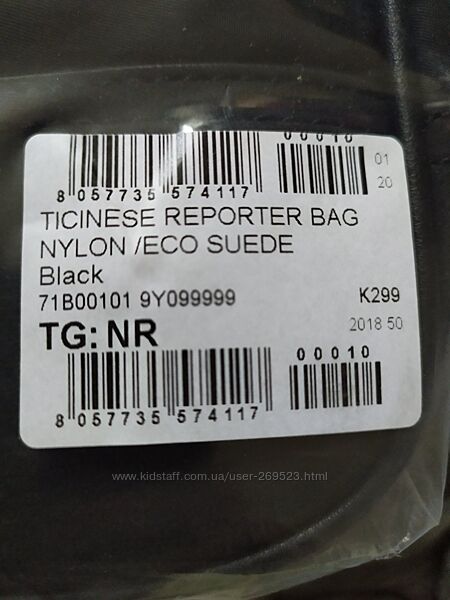 00010
01
8 057735 574117
20
TICINESE REPORTER BAG
NYLON /ECO SUEDE
Black
71B00101 9Y099999 K299
TG: NR 2018 50
00010
8 057735 574117
www.kidstaff.com.ua/user-269523.html